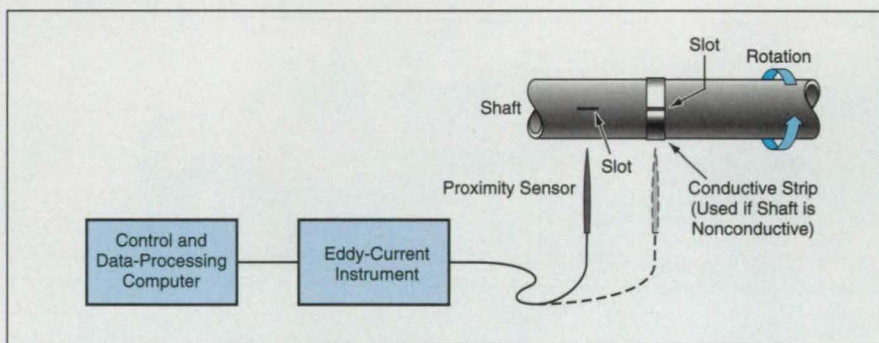 Slot
Rotation
Shaft
Slot
Proximity Sensor
Conductive Strip
(Used if Shaft is
Nonconductive)
Control and
Data-Processing
Computer
Eddy-Current
Instrument